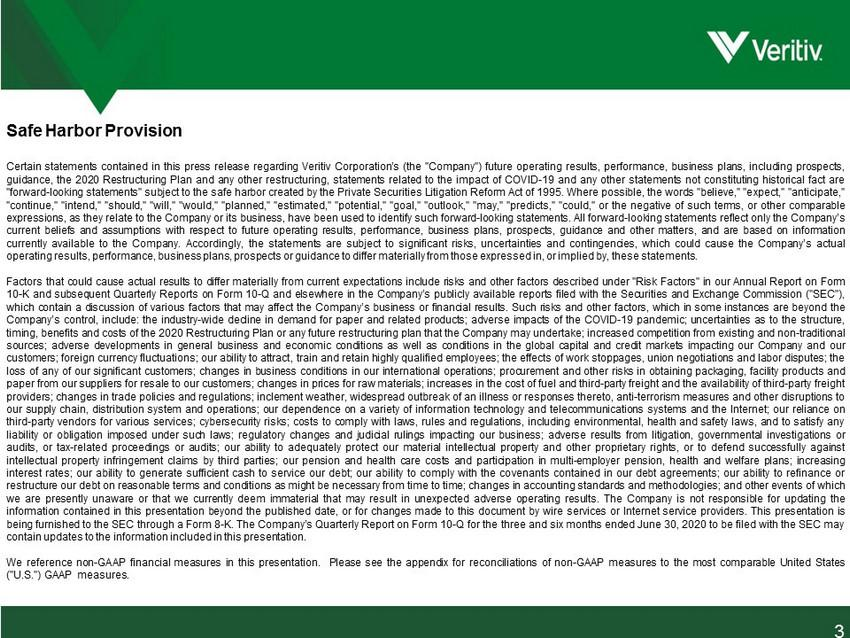 Veritiv.
Safe Harbor Provision
Certain statements contained in this press release regarding Veritiv Corporation's (the "Company") future operating results, performance, business plans, including prospects,
guidance, the 2020 Restructuring Plan and any other restructuring, statements related to the impact of COVID-19 and any other statements not constituting historical fact are
"forward-looking statements" subject to the safe harbor created by the Private Securities Litigation Reform Act of 1995. Where possible, the words "believe," "expect," "anticipate,"
"continue," "intend," "should," "will," "would," "planned," "estimated," "potential," "goal," "outlook," "may," "predicts," "could," or the negative of such terms, or other comparable
expressions, as they relate to the Company or its business, have been used to identify such forward-looking statements. All forward-looking statements reflect only the Company's
current beliefs and assumptions with respect to future operating results, performance, business plans, prospects, guidance and other matters, and are based on information
currently available to the Company. Accordingly, the statements are subject to significant risks, uncertainties and contingencies, which could cause the Company's actual
operating results, performance, business plans, prospects or guidance to differ materially from those expressed in, or implied by, these statements.
Factors that could cause actual results to differ materially from current expectations include risks and other factors described under "Risk Factors" in our Annual Report on Form
10-K and subsequent Quarterly Reports on Form 10-Q and elsewhere in the Company's publicly available reports filed with the Securities and Exchange Commission ("SEC"),
which contain a discussion of various factors that may affect the Company's business or financial results. Such risks and other factors, which in some instances are beyond the
Company's control, include: the industry-wide decline in demand for paper and related products; adverse impacts of the COVID-19 pandemic; uncertainties as to the structure,
timing, benefits and costs of the 2020 Restructuring Plan or any future restructuring plan that the Company may undertake; increased competition from existing and non-traditional
sources; adverse developments in general business and economic conditions as well as conditions in the global capital and credit markets impacting our Company and our
customers; foreign currency fluctuations; our ability to attract, train and retain highly qualified employees; the effects of work stoppages, union negotiations and labor disputes; the
loss of any of our significant customers; changes in business conditions in our international operations; procurement and other risks in obtaining packaging, facility products and
paper from our suppliers for resale to our customers; changes in prices for raw materials; increases in the cost of fuel and third-party freight and the availability of third-party freight
providers; changes in trade policies and regulations; inclement weather, widespread outbreak of an illness or responses thereto, anti-terrorism measures and other disruptions to
our supply chain, distribution system and operations; our dependence on a variety of information technology and telecommunications systems and the Internet; our reliance on
third-party vendors for various services; cybersecurity risks; costs to comply with laws, rules and regulations, including environmental, health and safety laws, and to satisfy any
liability or obligation imposed under such laws; regulatory changes and judicial rulings impacting our business; adverse results from litigation, governmental investigations or
audits, or tax-related proceedings or audits; our ability to adequately protect our material intellectual property and other proprietary rights, or to defend successfully against
intellectual property infringement claims by third parties; our pension and health care costs and participation in multi-employer pension, health and welfare plans; increasing
interest rates; our ability to generate sufficient cash to service our debt; our ability to comply with the covenants contained in our debt agreements; our ability to refinance or
restructure our debt on reasonable terms and conditions as might be necessary from time to time; changes in accounting standards and methodologies; and other events of which
we are presently unaware or that we currently deem immaterial that may result in unexpected adverse operating results. The Company is not responsible for updating the
information contained in this presentation beyond the published date, or for changes made to this document by wire services or Internet service providers. This presentation is
being furnished to the SEC through a Form 8-K. The Company's Quarterly Report on Form 10-Q for the three and six months ended June 30, 2020 to be filed with the SEC may
contain updates to the information included in this presentation.
We reference non-GAAP financial measures in this presentation. Please see the appendix for reconciliations of non-GAAP measures to the most comparable United States
("U.S.") GAAP measures.
3